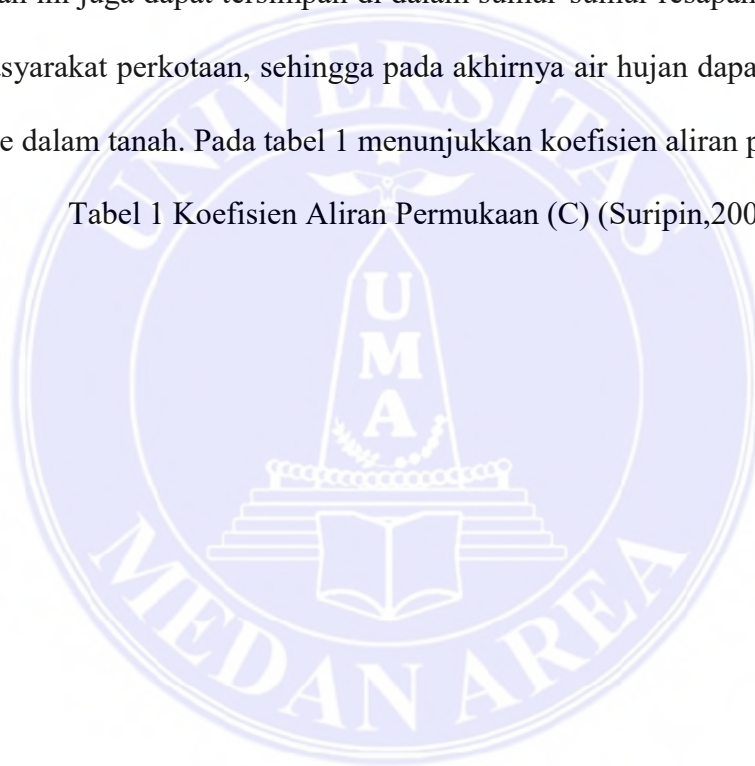 juga dapat tersimpan di dalam sumur-sumur resapan
syarakat perkotaan, sehingga pada akhirnya air hujan dapa
e dalam tanah. Pada tabel 1 menunjukkan koefisien aliran p
Tabel 1 Koefisien Aliran Permukaan (C) (Suripin,200
UNIVERSITAS
UMA
MEDAN AREA